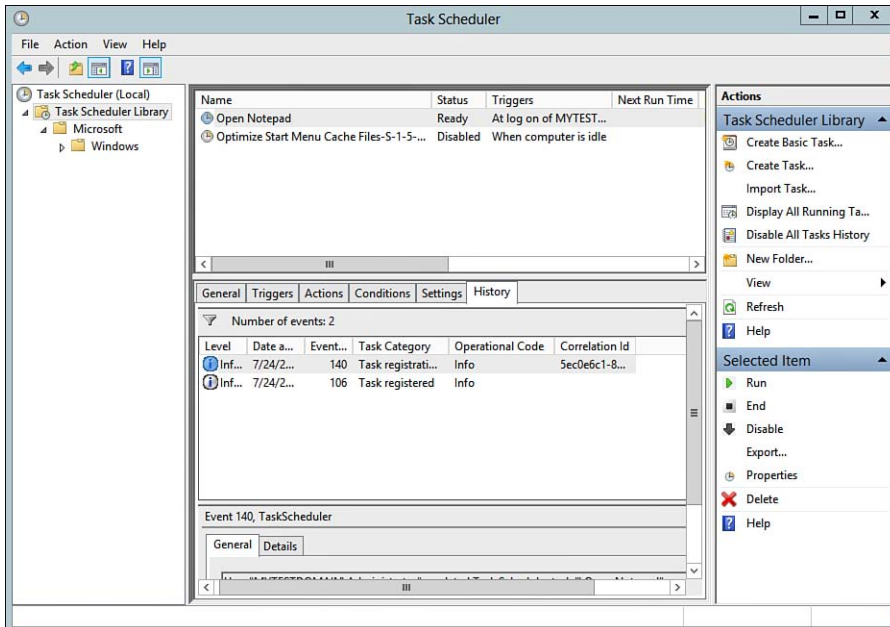 Task Scheduler
File Action View Help
Task Scheduler (Local)
Task Scheduler Library
Microsoft
Windows
Name Status Triggers Next Run Time
Open Notepad Ready At log on of MYTEST...
Optimize Start Menu Cache Files-S-1-5-... Disabled When computer is idle
General Triggers Actions Conditions Settings History
Number of events: 2
Level Date a... Event... Task Category Operational Code Correlation Id
Inf... 7/24/2... 140 Task registrati... Info 5ec0e6c1-8...
Inf... 7/24/2... 106 Task registered Info
Event 140, TaskScheduler
General Details
Actions
Task Scheduler Library
Create Basic Task...
Create Task...
Import Task...
Display All Running Ta...
Disable All Tasks History
New Folder...
View
Refresh
Help
Selected Item
Run
End
Disable
Export...
Properties
Delete
Help